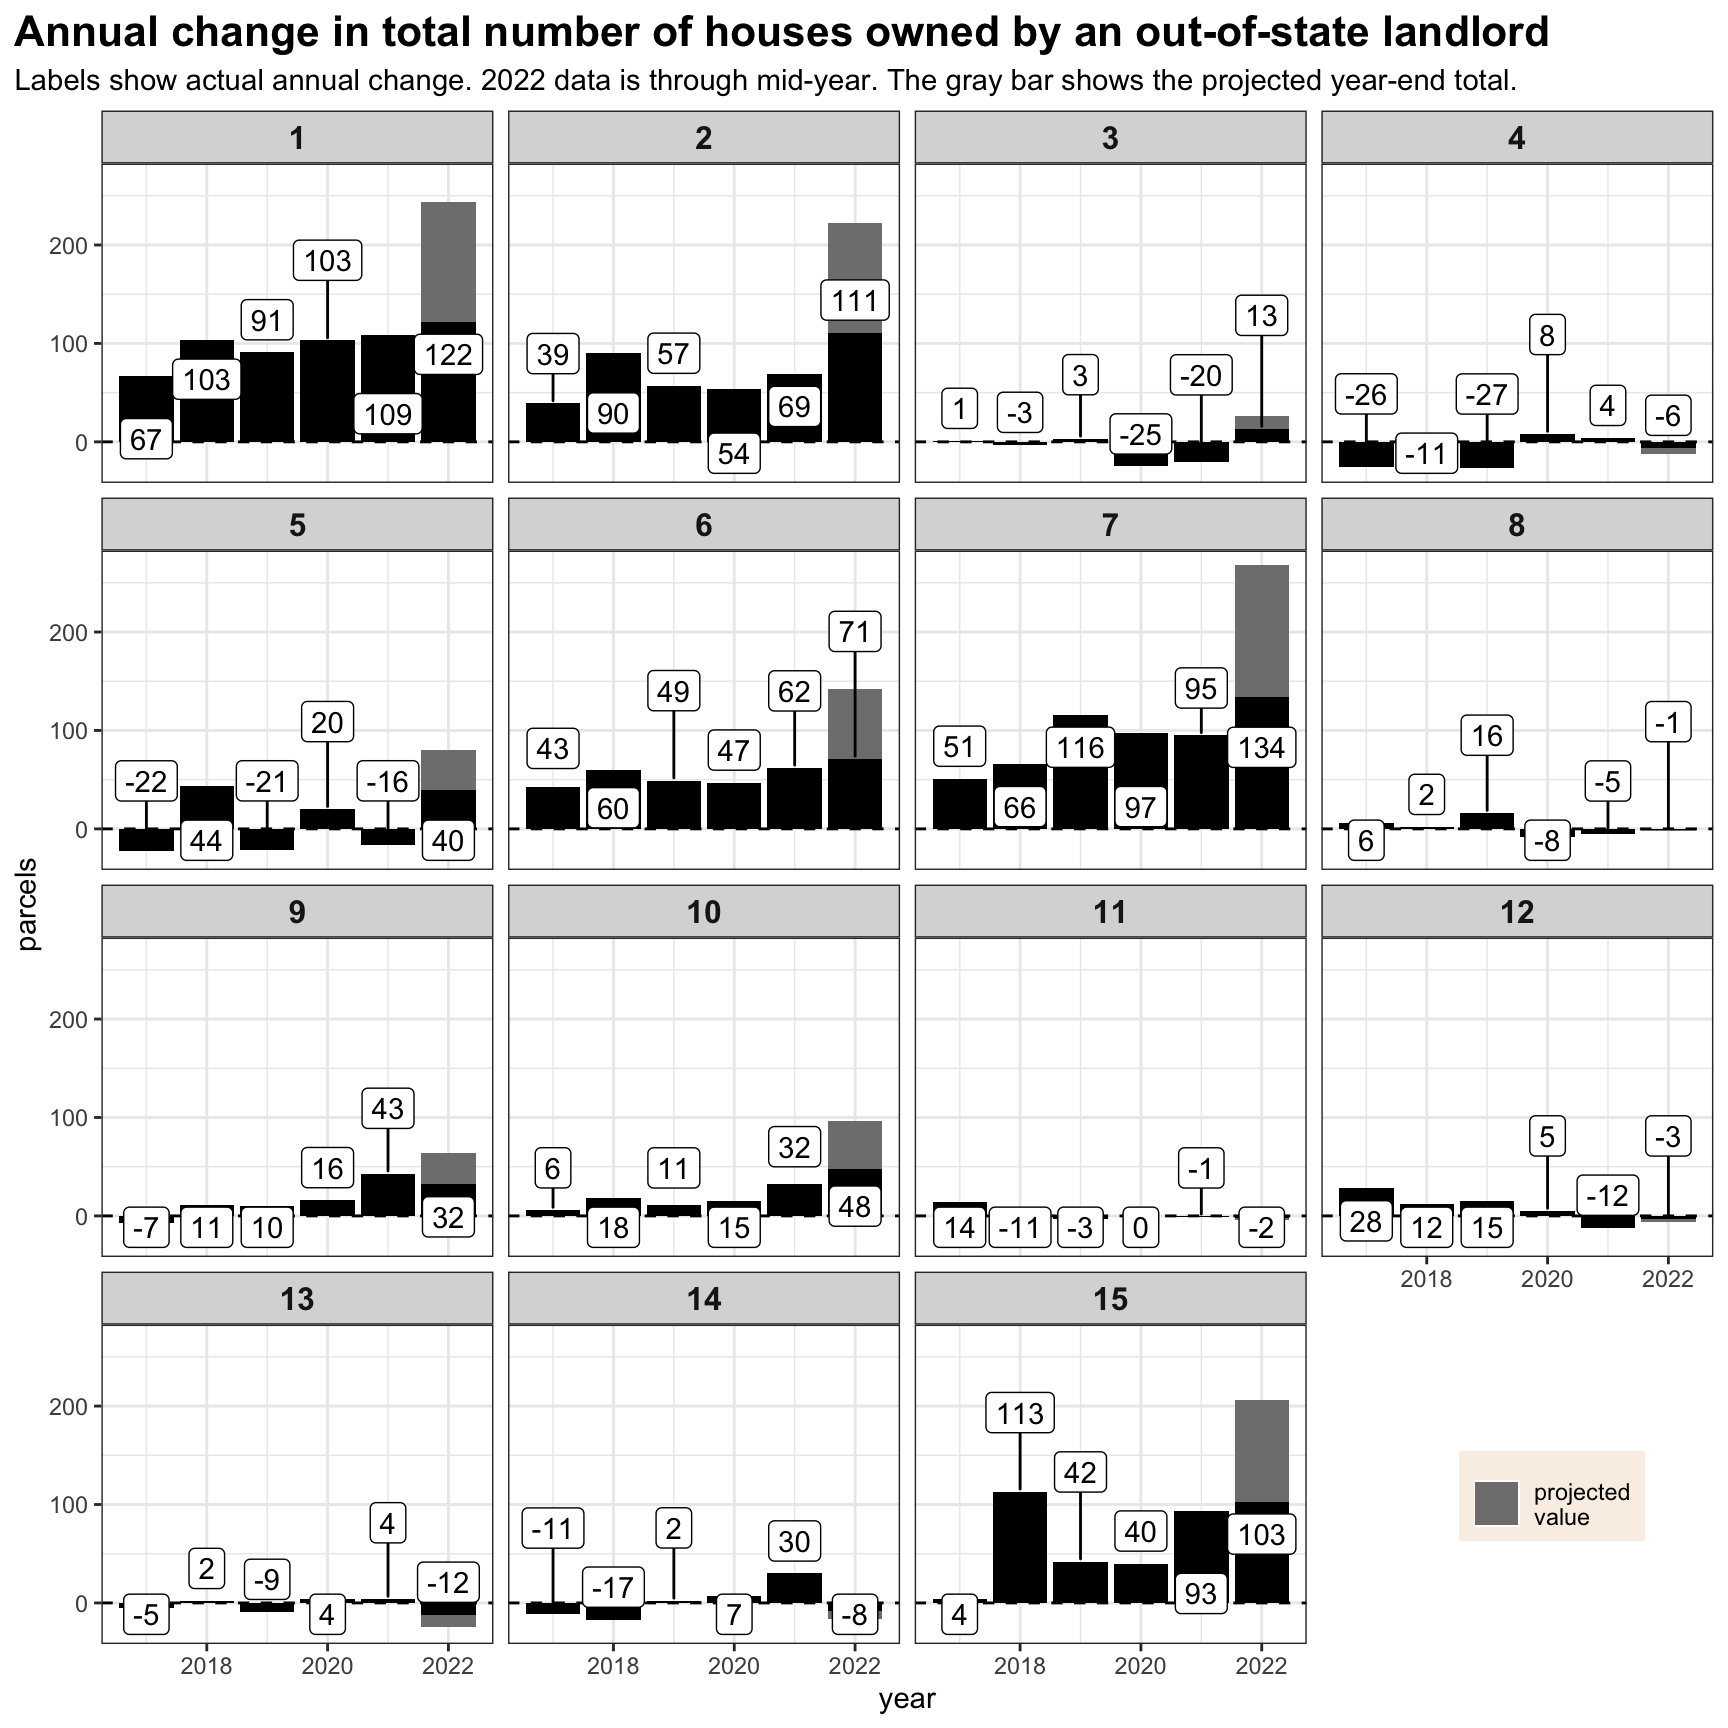 Annual change in total number of houses owned by an out-of-state landlord
Labels show actual annual change. 2022 data is through mid-year. The gray bar shows the projected year-end total.
1 2 3 4
200
100
0
67 103 91 103 109 122
39 90 57 54 69 111
1 -3 3 -25 -20 13
-26 -11 -27 8 4 -6
5 6 7 8
200
100
0
-22 44 -21 20 -16 40
43 60 49 47 62 71
51 66 116 97 95 134
6 2 16 -8 -5 -1
parcels
9 10 11 12
200
100
0
-7 11 10 16 43 32
6 18 11 15 32 48
14 -11 -3 0 -1 -2
28 12 15 5 -12 -3
2018 2020 2022
13 14 15
200
100
0
-5 2 -9 4 4 -12
-11 -17 2 7 30 -8
4 113 42 40 93 103
projected
value
2018 2020 2022 2018 2020 2022 2018 2020 2022
year